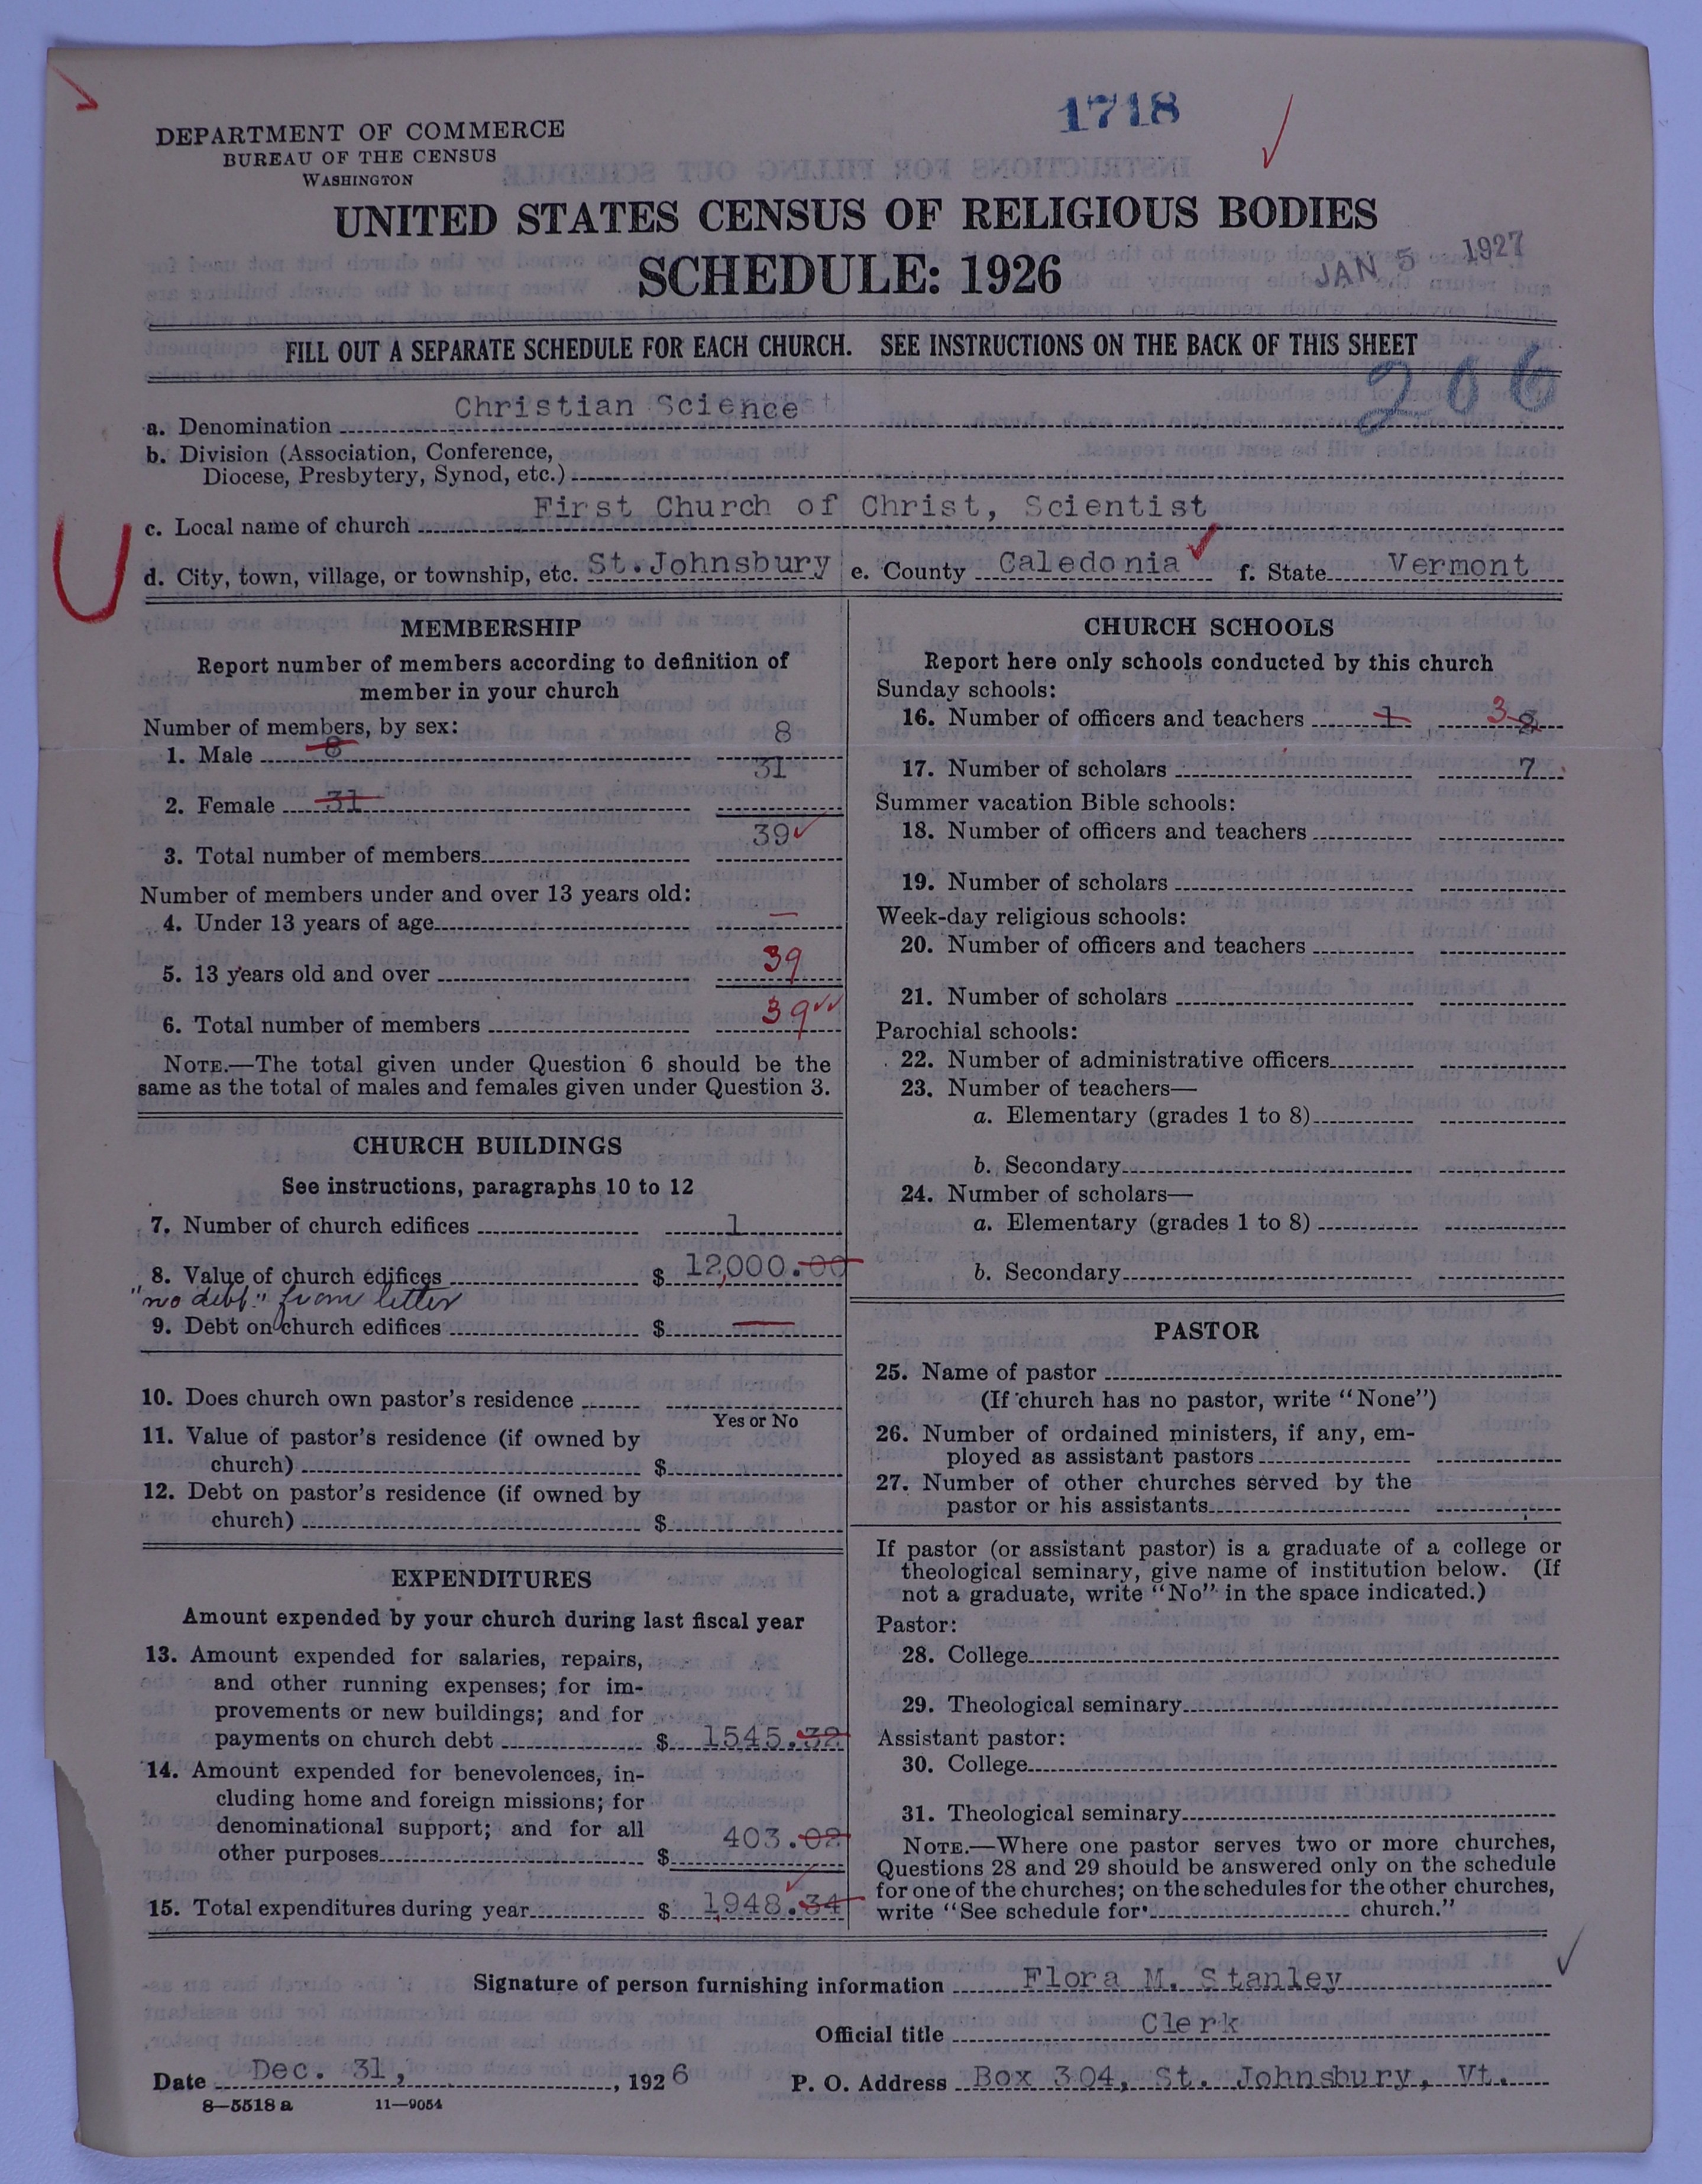 1718
DEPARTMENT OF COMMERCE
BUREAU OF THE CENSUS
WASHINGTON
UNITED STATES CENSUS OF RELIGIOUS BODIES
SCHEDULE: 1926
JAN 5 1927
FILL OUT A SEPARATE SCHEDULE FOR EACH CHURCH. SEE INSTRUCTIONS ON THE BACK OF THIS SHEET
206
a. Denomination Christian Science
b. Division (Association, Conference,
Diocese, Presbytery, Synod, etc.)
c. Local name of church First Church of Christ, Scientist
d. City, town, village, or township, etc. St.Johnsbury e. County Caledonia f. State Vermont
MEMBERSHIP
Report number of members according to definition of
member in your church
Number of members, by sex:
1. Male 8 8
2. Female 31 31
3. Total number of members 39
Number of members under and over 13 years old:
4. Under 13 years of age —
5. 13 years old and over 39
6. Total number of members 39
NOTE.—The total given under Question 6 should be the
same as the total of males and females given under Question 3.
CHURCH BUILDINGS
See instructions, paragraphs 10 to 12
7. Number of church edifices 1
8. Value of church edifices $ 12,000.00
"no debt." from letter
9. Debt on church edifices $ —
10. Does church own pastor's residence
Yes or No
11. Value of pastor's residence (if owned by
church) $
12. Debt on pastor's residence (if owned by
church) $
EXPENDITURES
Amount expended by your church during last fiscal year
13. Amount expended for salaries, repairs,
and other running expenses; for im-
provements or new buildings; and for
payments on church debt $ 1545.32
14. Amount expended for benevolences, in-
cluding home and foreign missions; for
denominational support; and for all
other purposes $ 403.02
15. Total expenditures during year $ 1948.34
CHURCH SCHOOLS
Report here only schools conducted by this church
Sunday schools:
16. Number of officers and teachers 1 3
17. Number of scholars 7
Summer vacation Bible schools:
18. Number of officers and teachers
19. Number of scholars
Week-day religious schools:
20. Number of officers and teachers
21. Number of scholars
Parochial schools:
22. Number of administrative officers
23. Number of teachers—
a. Elementary (grades 1 to 8)
b. Secondary
24. Number of scholars—
a. Elementary (grades 1 to 8)
b. Secondary
PASTOR
25. Name of pastor
(If church has no pastor, write "None")
26. Number of ordained ministers, if any, em-
ployed as assistant pastors
27. Number of other churches served by the
pastor or his assistants
If pastor (or assistant pastor) is a graduate of a college or
theological seminary, give name of institution below. (If
not a graduate, write "No" in the space indicated.)
Pastor:
28. College
29. Theological seminary
Assistant pastor:
30. College
31. Theological seminary
NOTE.—Where one pastor serves two or more churches,
Questions 28 and 29 should be answered only on the schedule
for one of the churches; on the schedules for the other churches,
write "See schedule for church."
Signature of person furnishing information Flora M. Stanley
Official title Clerk
Date Dec. 31, , 1926 P. O. Address Box 304, St. Johnsbury, Vt.
8—5518 a 11—9054